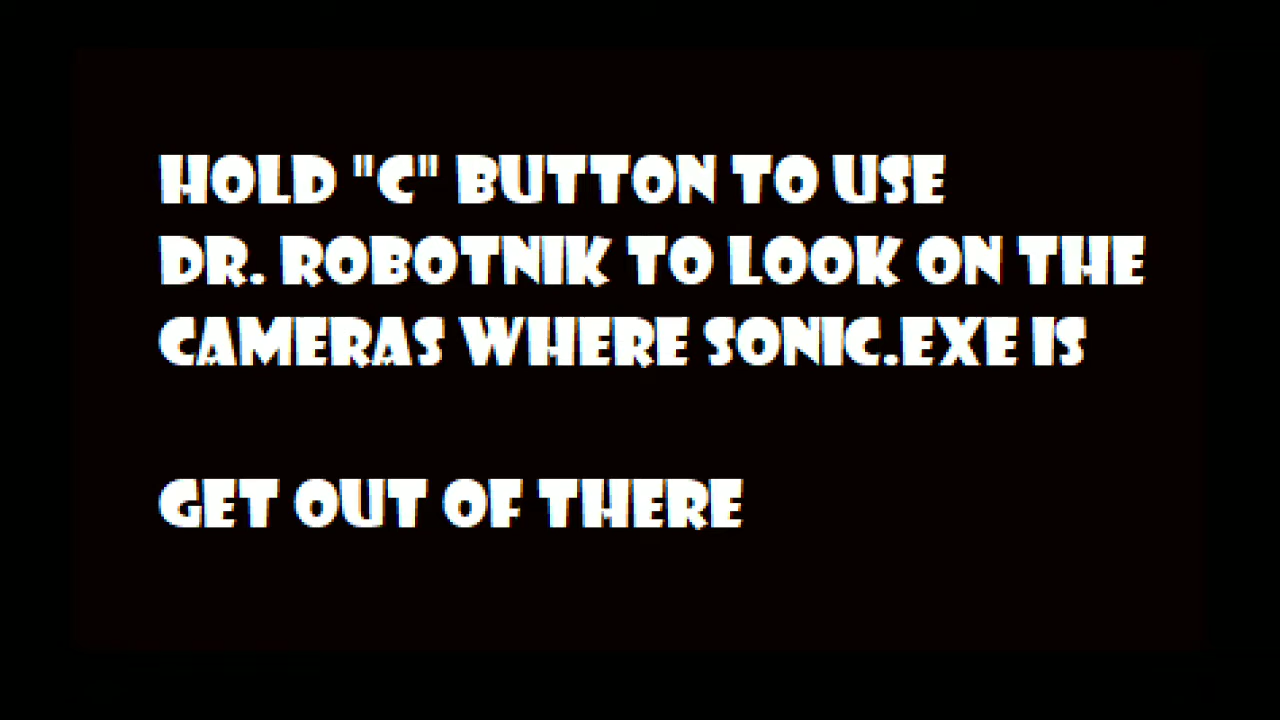 HOLD "C" BUTTON TO USE
DR. ROBOTNIK TO LOOK ON THE
CAMERAS WHERE SONIC.EXE IS
GET OUT OF THERE